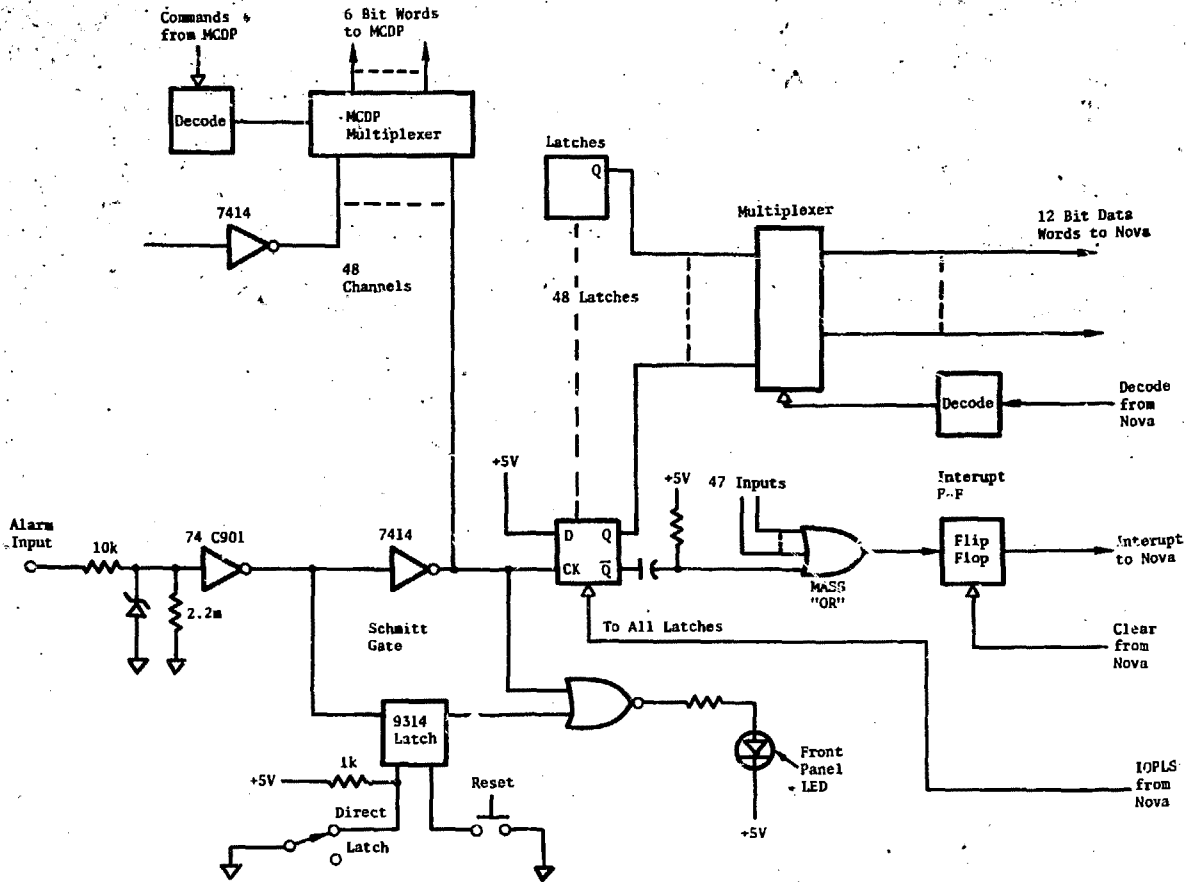 Commands
from MCDP
6 Bit Words
to MCDP
Decode
MCDP
Multiplexer
Latches
Q
7414
Multiplexer
12 Bit Data
Words to Nova
48
Channels
48 Latches
Decode
Decode
from
Nova
+5V
+5V
47 Inputs
Interupt
F-F
Alarm
Input
10k
74 C901
7414
D
Q
CK
Q̅
Flip
Flop
Interupt
to Nova
MASS
"OR"
2.2m
Schmitt
Gate
To All Latches
Clear
from
Nova
9314
Latch
+5V
1k
Reset
Direct
Latch
Front
Panel
LED
+5V
IOPLS
from
Nova